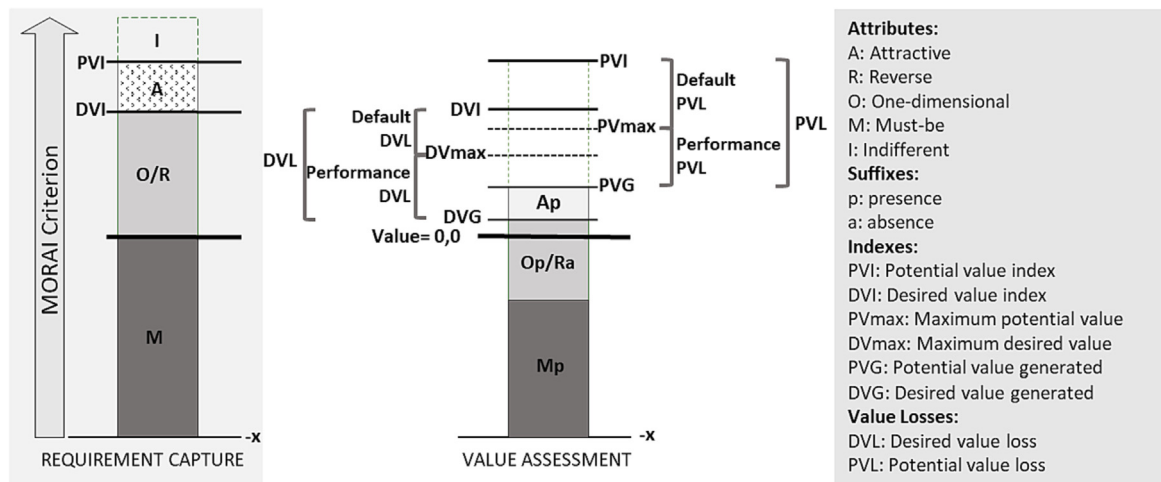 MORAI Criterion
I
PVI
A
DVI
O/R
M
-x
REQUIREMENT CAPTURE
DVL
Default
DVL
Performance
DVL
PVI
DVI
PVmax
DVmax
PVG
Ap
DVG
Value= 0,0
Op/Ra
Mp
-x
VALUE ASSESSMENT
Default
PVL
Performance
PVL
PVL
Attributes:
A: Attractive
R: Reverse
O: One-dimensional
M: Must-be
I: Indifferent
Suffixes:
p: presence
a: absence
Indexes:
PVI: Potential value index
DVI: Desired value index
PVmax: Maximum potential value
DVmax: Maximum desired value
PVG: Potential value generated
DVG: Desired value generated
Value Losses:
DVL: Desired value loss
PVL: Potential value loss